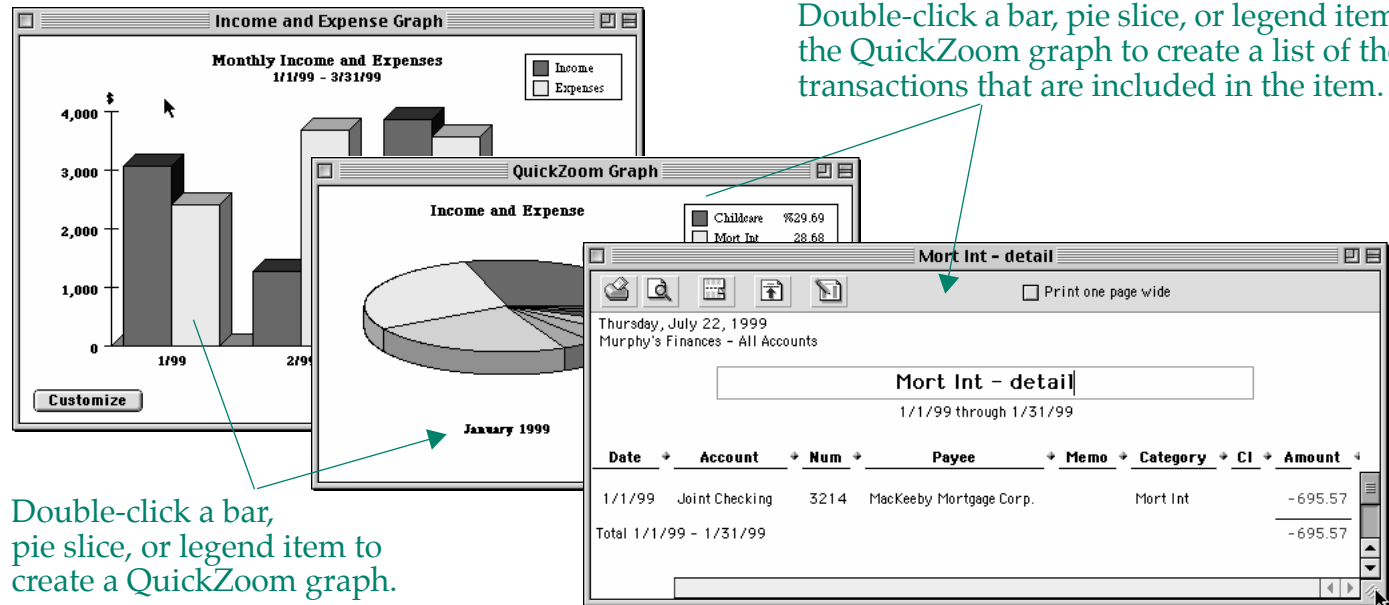 Double-click a bar, pie slice, or legend item
the QuickZoom graph to create a list of the
transactions that are included in the item.
Income and Expense Graph
Monthly Income and Expenses
1/1/99 - 3/31/99
Income
Expenses
$
4,000
3,000
2,000
1,000
0
1/99
2/99
Customize
QuickZoom Graph
Income and Expense
Childcare %29.69
Mort Int 28.68
January 1999
Mort Int - detail
Print one page wide
Thursday, July 22, 1999
Murphy's Finances - All Accounts
Mort Int - detail
1/1/99 through 1/31/99
Date Account Num Payee Memo Category Cl Amount
1/1/99 Joint Checking 3214 MacKeeby Mortgage Corp. Mort Int -695.57
Total 1/1/99 - 1/31/99 -695.57
Double-click a bar,
pie slice, or legend item to
create a QuickZoom graph.